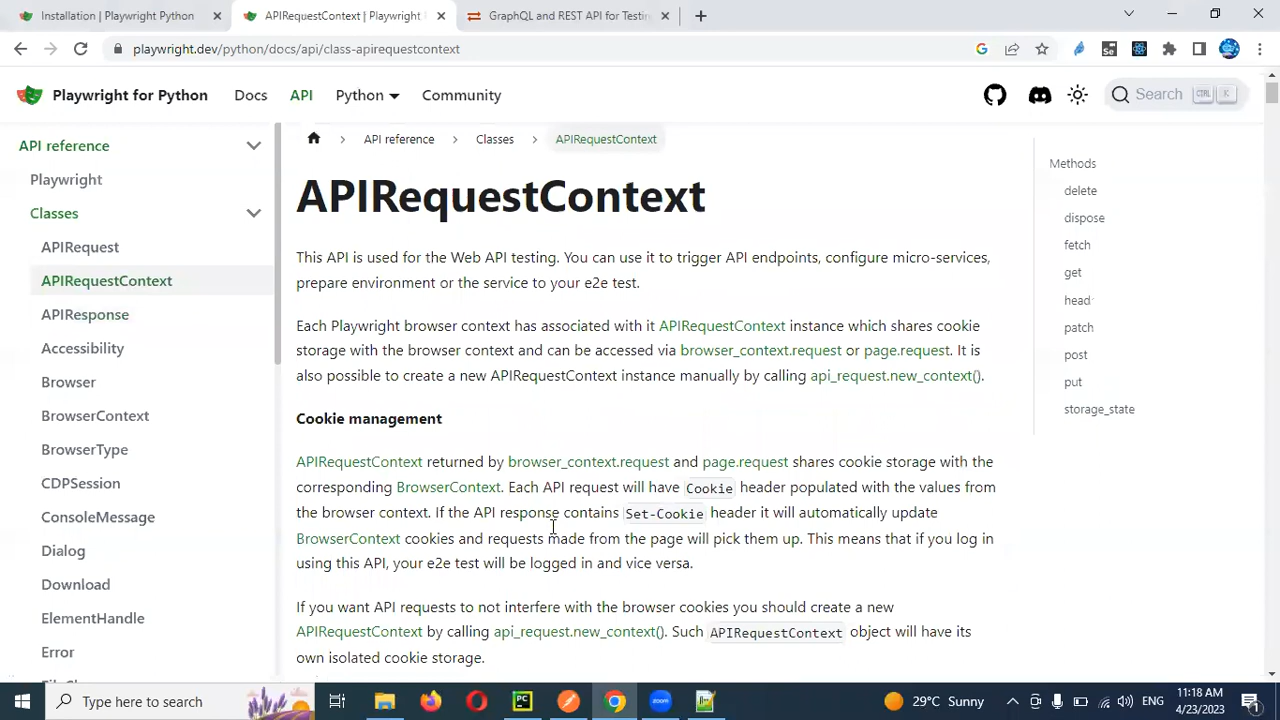 Installation | Playwright Python
APIRequestContext | Playwright P
GraphQL and REST API for Testin
playwright.dev/python/docs/api/class-apirequestcontext
Playwright for Python
Docs
API
Python
Community
Search
CTRL
K
API reference
Playwright
Classes
APIRequest
APIRequestContext
APIResponse
Accessibility
Browser
BrowserContext
BrowserType
CDPSession
ConsoleMessage
Dialog
Download
ElementHandle
Error
API reference
Classes
APIRequestContext
APIRequestContext
This API is used for the Web API testing. You can use it to trigger API endpoints, configure micro-services,
prepare environment or the service to your e2e test.
Each Playwright browser context has associated with it APIRequestContext instance which shares cookie
storage with the browser context and can be accessed via browser_context.request or page.request. It is
also possible to create a new APIRequestContext instance manually by calling api_request.new_context().
Cookie management
APIRequestContext returned by browser_context.request and page.request shares cookie storage with the
corresponding BrowserContext. Each API request will have Cookie header populated with the values from
the browser context. If the API response contains Set-Cookie header it will automatically update
BrowserContext cookies and requests made from the page will pick them up. This means that if you log in
using this API, your e2e test will be logged in and vice versa.
If you want API requests to not interfere with the browser cookies you should create a new
APIRequestContext by calling api_request.new_context(). Such APIRequestContext object will have its
own isolated cookie storage.
Methods
delete
dispose
fetch
get
head
patch
post
put
storage_state
Type here to search
PC
zoom
29°C Sunny
ENG
11:18 AM
4/23/2023
1